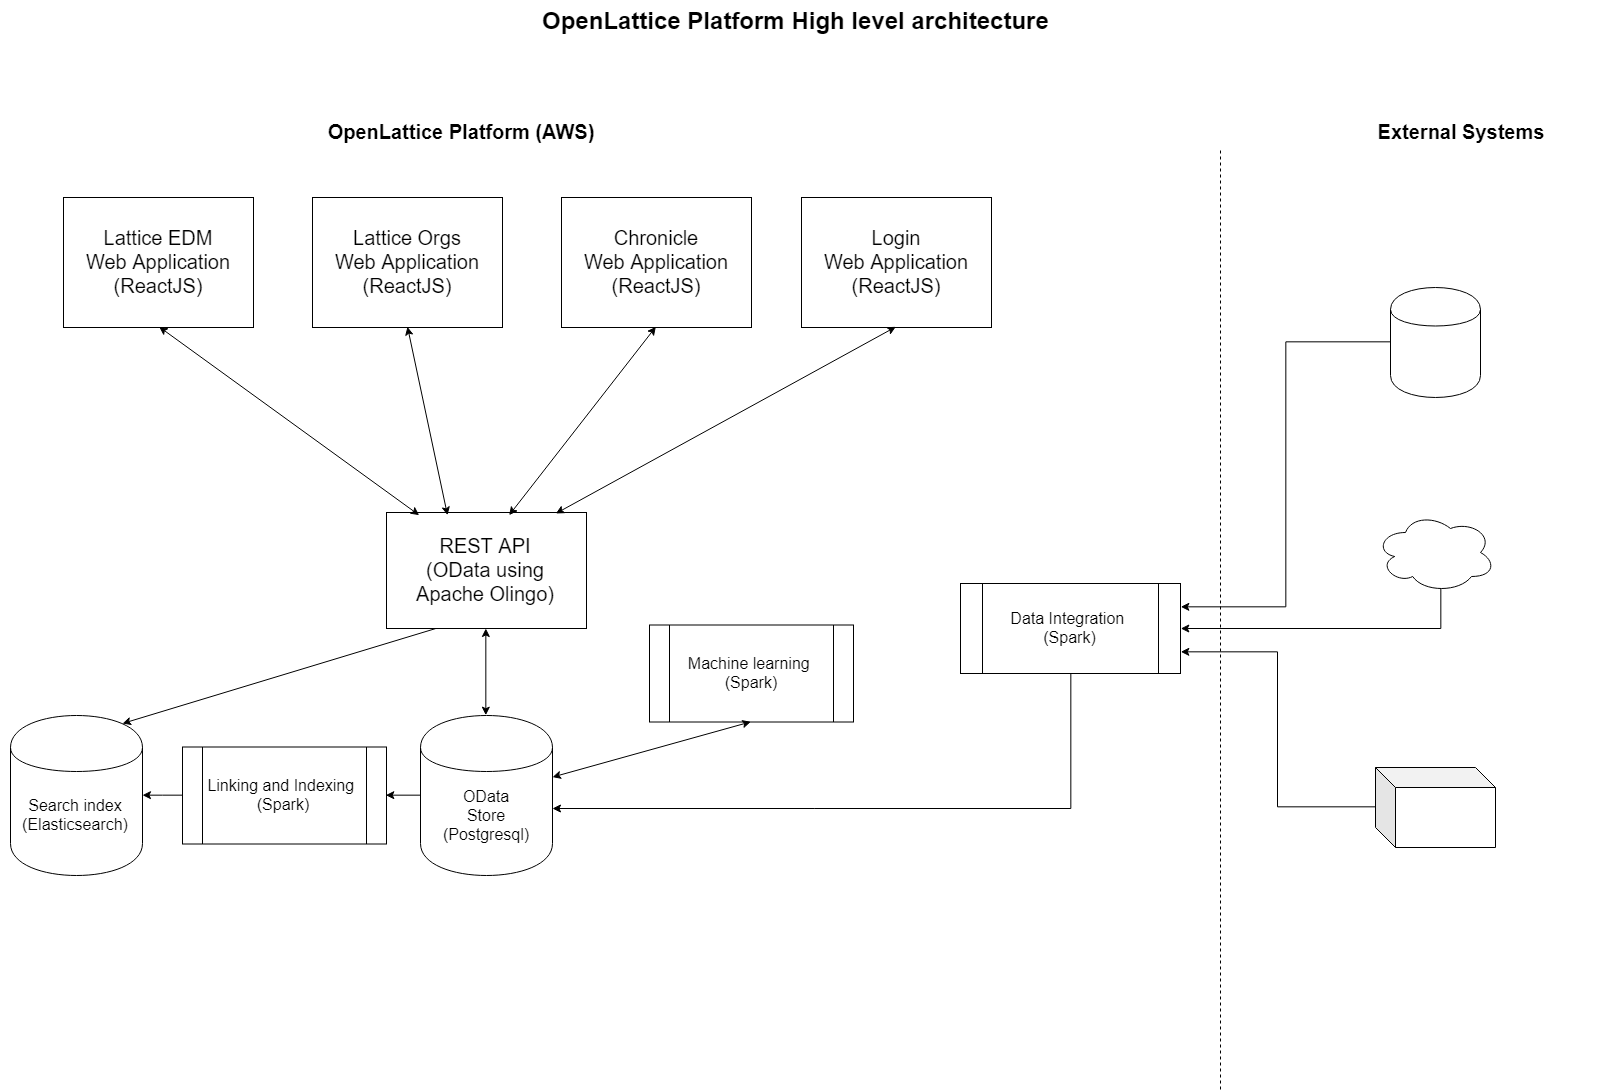 OpenLattice Platform High level architecture
OpenLattice Platform (AWS)
External Systems
Lattice EDM
Web Application
(ReactJS)
Lattice Orgs
Web Application
(ReactJS)
Chronicle
Web Application
(ReactJS)
Login
Web Application
(ReactJS)
REST API
(OData using
Apache Olingo)
Data Integration
(Spark)
Machine learning
(Spark)
Search index
(Elasticsearch)
Linking and Indexing
(Spark)
OData
Store
(Postgresql)